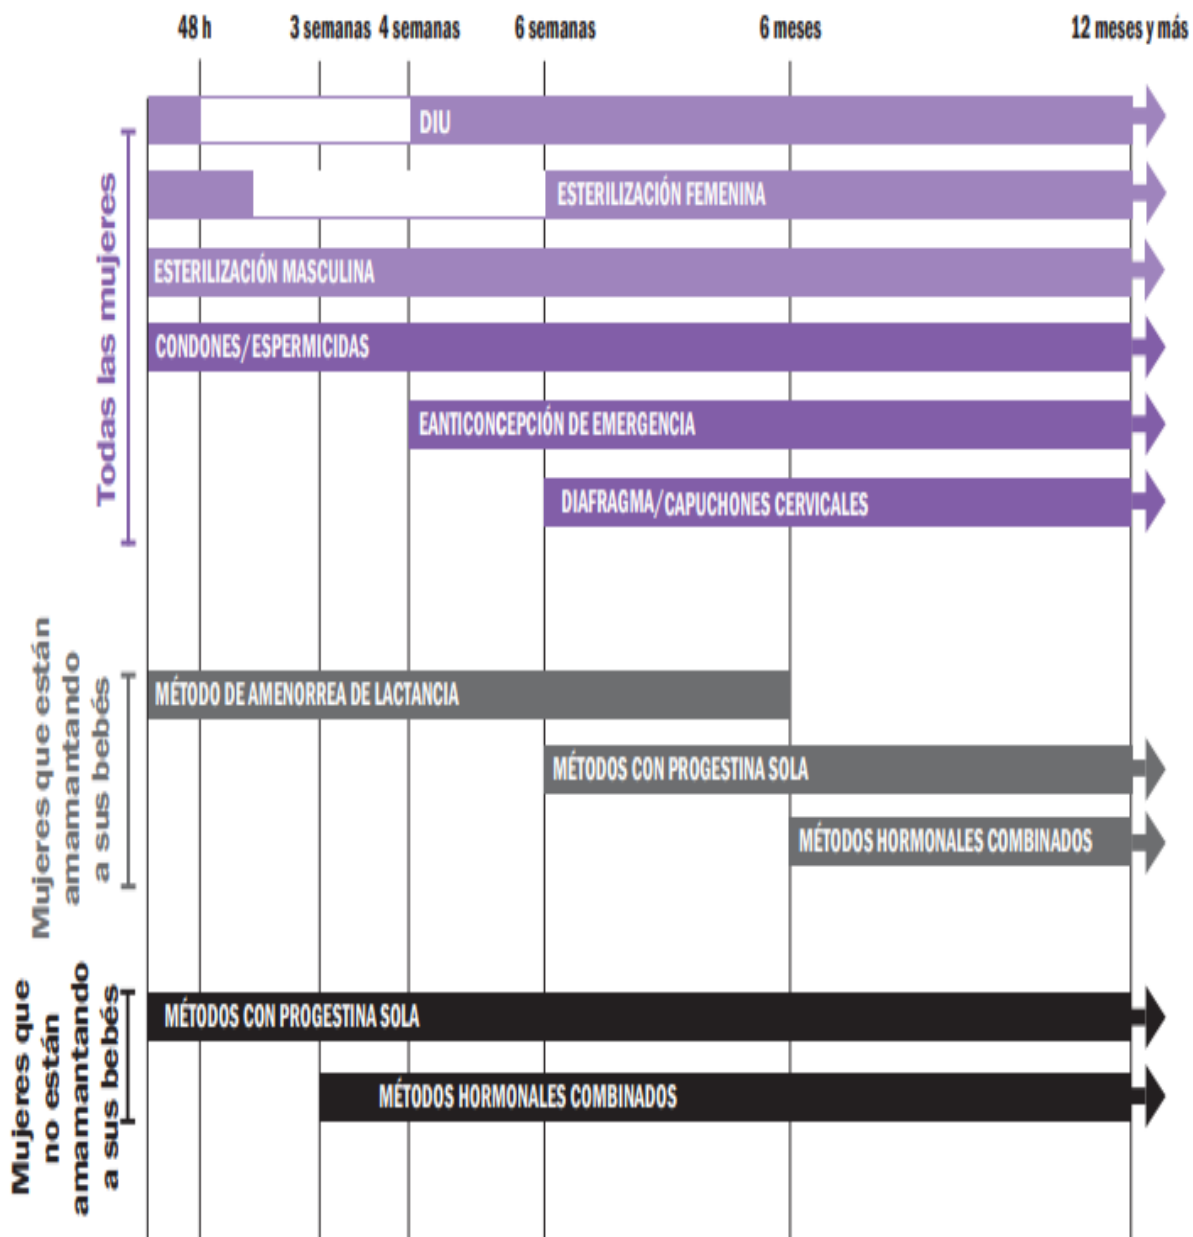 48 h 3 semanas 4 semanas 6 semanas 6 meses 12 meses y más
Todas las mujeres
DIU
ESTERILIZACIÓN FEMENINA
ESTERILIZACIÓN MASCULINA
CONDONES/ESPERMICIDAS
EANTICONCEPCIÓN DE EMERGENCIA
DIAFRAGMA/CAPUCHONES CERVICALES
Mujeres que están
amamantando
a sus bebés
MÉTODO DE AMENORREA DE LACTANCIA
MÉTODOS CON PROGESTINA SOLA
MÉTODOS HORMONALES COMBINADOS
Mujeres que
no están
amamantando
a sus bebés
MÉTODOS CON PROGESTINA SOLA
MÉTODOS HORMONALES COMBINADOS